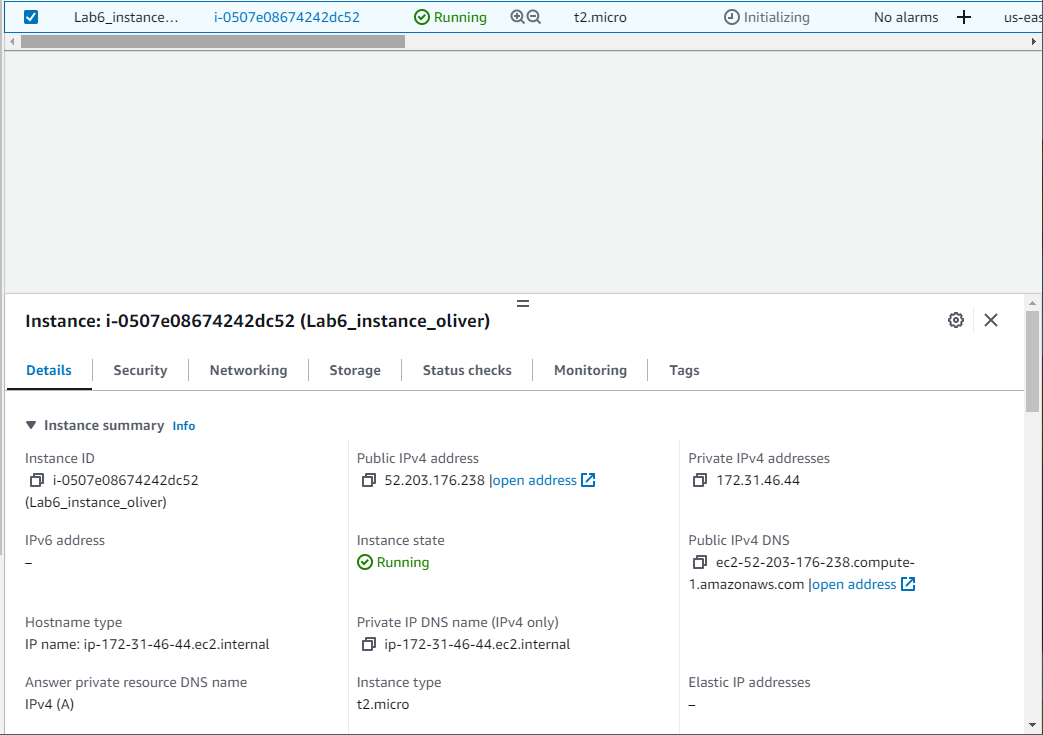 Lab6_instance... i-0507e08674242dc52 Running t2.micro Initializing No alarms + us-eas
Instance: i-0507e08674242dc52 (Lab6_instance_oliver)
Details Security Networking Storage Status checks Monitoring Tags
Instance summary Info
Instance ID
i-0507e08674242dc52
(Lab6_instance_oliver)
Public IPv4 address
52.203.176.238 |open address
Private IPv4 addresses
172.31.46.44
IPv6 address
–
Instance state
Running
Public IPv4 DNS
ec2-52-203-176-238.compute-
1.amazonaws.com |open address
Hostname type
IP name: ip-172-31-46-44.ec2.internal
Private IP DNS name (IPv4 only)
ip-172-31-46-44.ec2.internal
Answer private resource DNS name
IPv4 (A)
Instance type
t2.micro
Elastic IP addresses
–